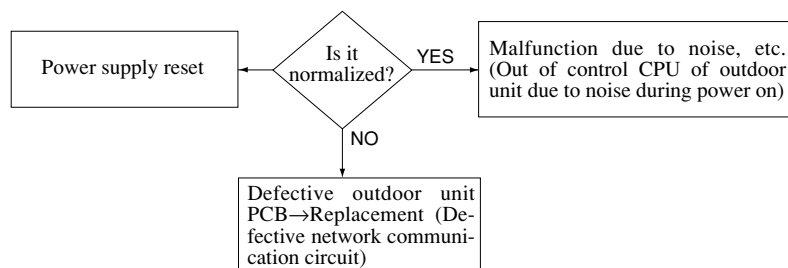 Power supply reset
Is it
normalized?
YES
Malfunction due to noise, etc.
(Out of control CPU of outdoor
unit due to noise during power on)
NO
Defective outdoor unit
PCB→Replacement (De-
fective network communi-
cation circuit)